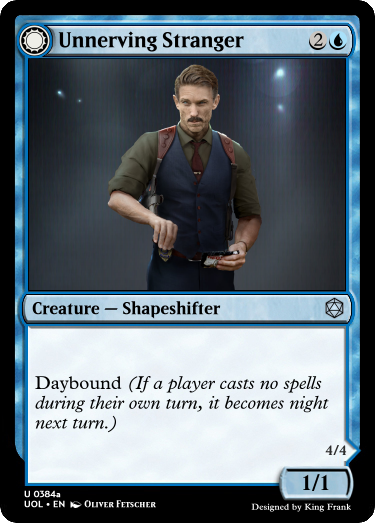 Unnerving Stranger 2
Creature — Shapeshifter
Daybound (If a player casts no spells
during their own turn, it becomes night
next turn.)
4/4
1/1
U 0384a
UOL • EN Oliver Fetscher
Designed by King Frank